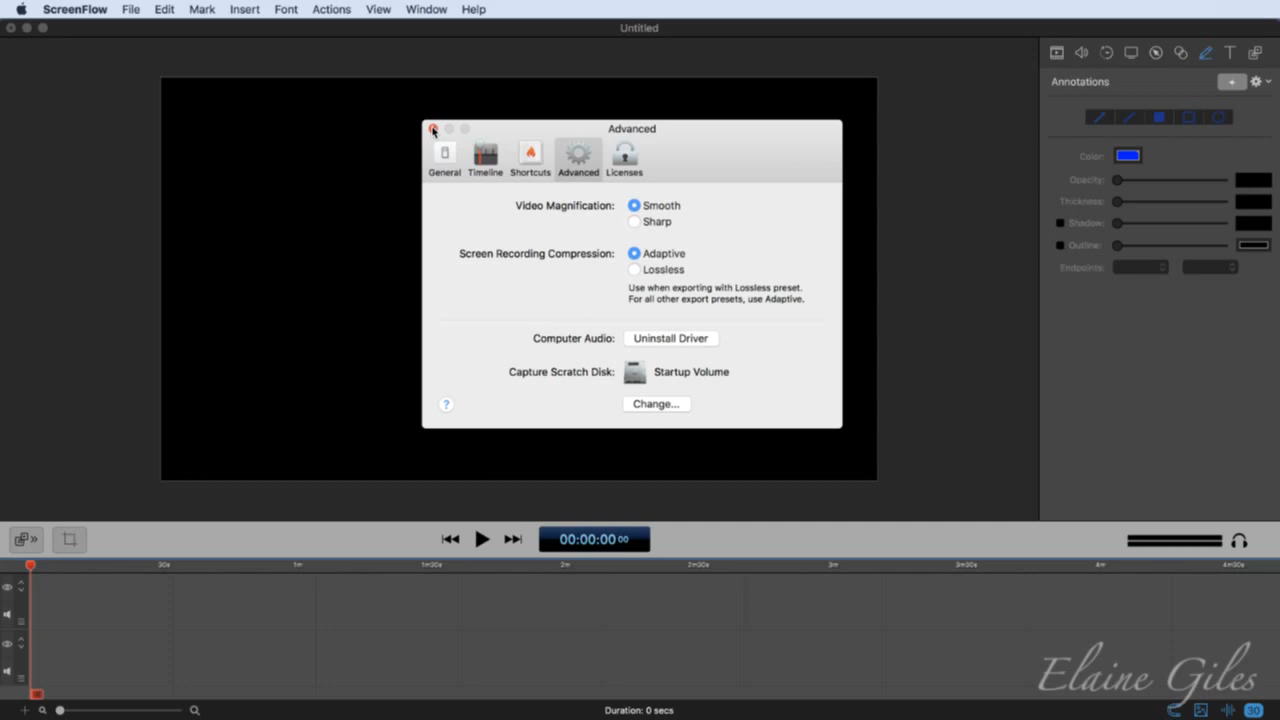 ScreenFlow File Edit Mark Insert Font Actions View Window Help
Untitled
Annotations
Color:
Opacity:
Thickness:
Shadow:
Outline:
Endpoints:
Advanced
General Timeline Shortcuts Advanced Licenses
Video Magnification: Smooth
Sharp
Screen Recording Compression: Adaptive
Lossless
Use when exporting with Lossless preset.
For all other export presets, use Adaptive.
Computer Audio: Uninstall Driver
Capture Scratch Disk: Startup Volume
? Change...
00:00:00 00
30s 1m 1m30s 2m 2m30s 3m 3m30s 4m 4m30s
Elaine Giles
Duration: 0 secs
30